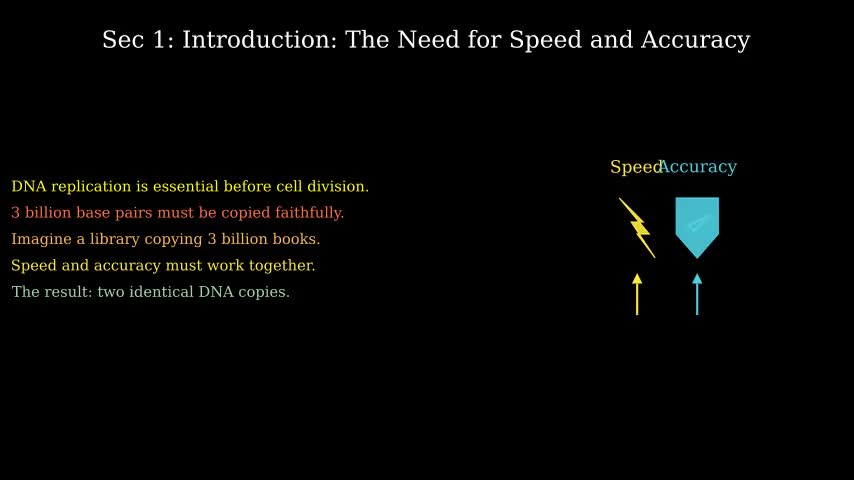 Sec 1: Introduction: The Need for Speed and Accuracy
DNA replication is essential before cell division.
3 billion base pairs must be copied faithfully.
Imagine a library copying 3 billion books.
Speed and accuracy must work together.
The result: two identical DNA copies.
Speed
Accuracy